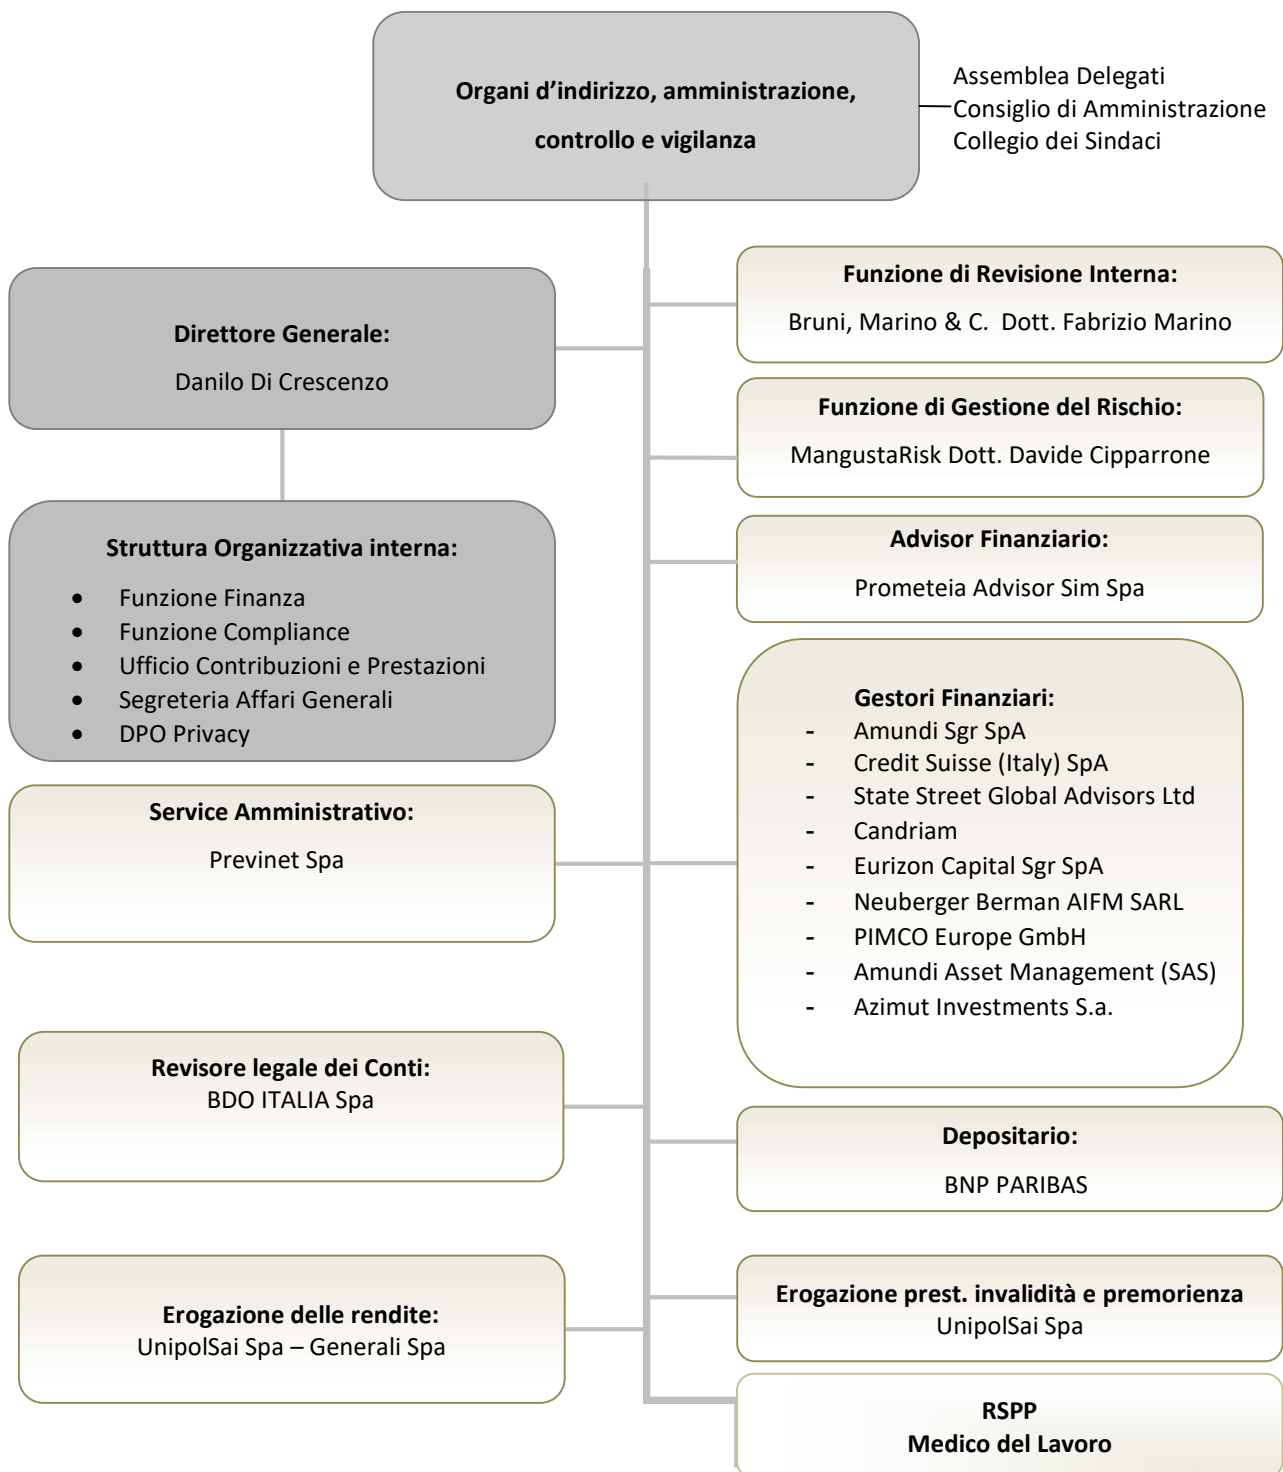 Organi d’indirizzo, amministrazione,
controllo e vigilanza
Assemblea Delegati
Consiglio di Amministrazione
Collegio dei Sindaci
Direttore Generale:
Danilo Di Crescenzo
Struttura Organizzativa interna:
• Funzione Finanza
• Funzione Compliance
• Ufficio Contribuzioni e Prestazioni
• Segreteria Affari Generali
• DPO Privacy
Service Amministrativo:
Previnet Spa
Revisore legale dei Conti:
BDO ITALIA Spa
Erogazione delle rendite:
UnipolSai Spa – Generali Spa
Funzione di Revisione Interna:
Bruni, Marino & C. Dott. Fabrizio Marino
Funzione di Gestione del Rischio:
MangustaRisk Dott. Davide Cipparrone
Advisor Finanziario:
Prometeia Advisor Sim Spa
Gestori Finanziari:
- Amundi Sgr SpA
- Credit Suisse (Italy) SpA
- State Street Global Advisors Ltd
- Candriam
- Eurizon Capital Sgr SpA
- Neuberger Berman AIFM SARL
- PIMCO Europe GmbH
- Amundi Asset Management (SAS)
- Azimut Investments S.a.
Depositario:
BNP PARIBAS
Erogazione prest. invalidità e premorienza
UnipolSai Spa
RSPP
Medico del Lavoro